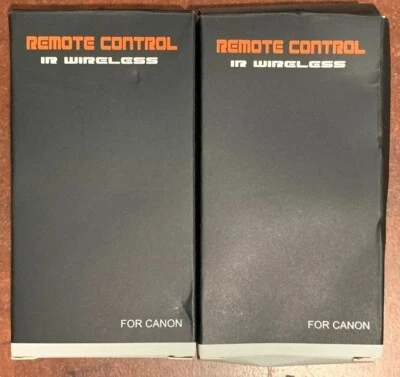 REMOTE CONTROL
IR WIRELESS
FOR CANON
REMOTE CONTROL
IR WIRELESS
FOR CANON